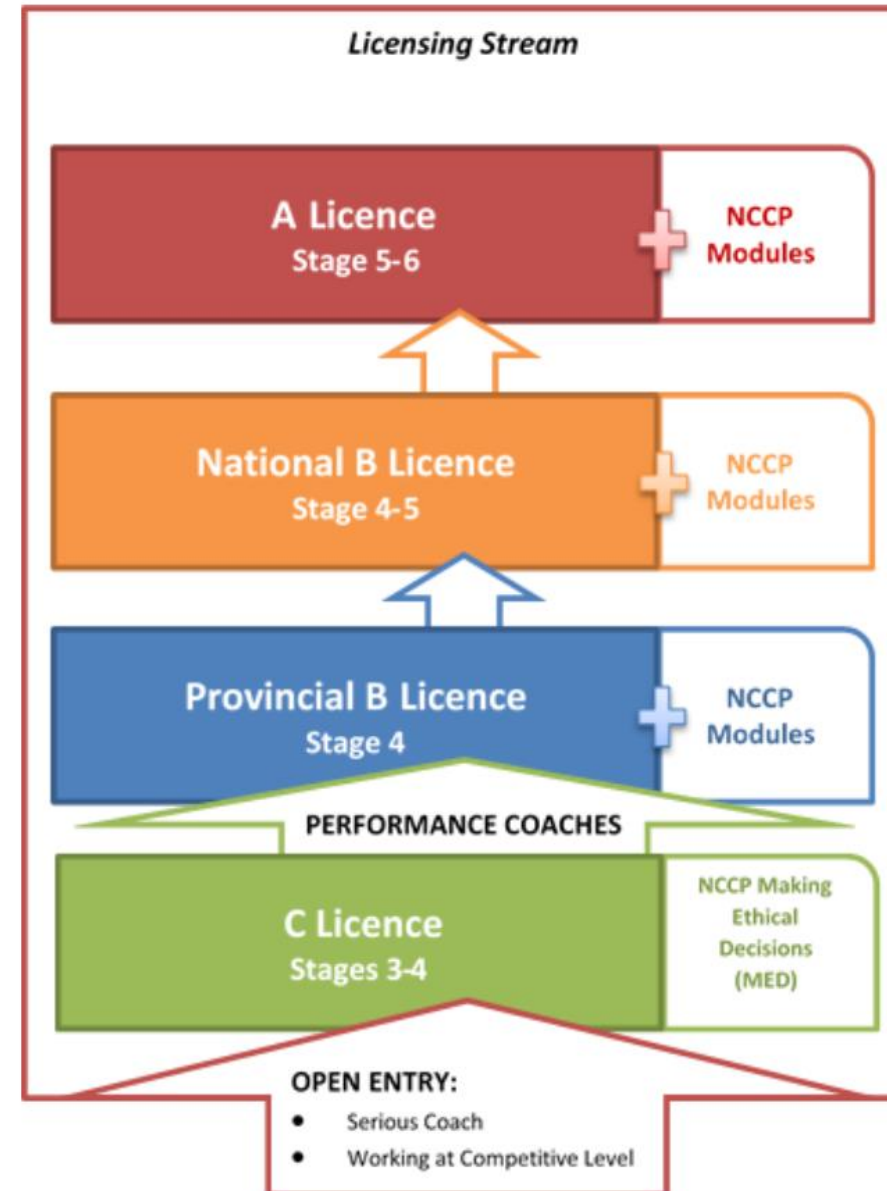 Licensing Stream
A Licence
Stage 5-6
NCCP
Modules
National B Licence
Stage 4-5
NCCP
Modules
Provincial B Licence
Stage 4
NCCP
Modules
PERFORMANCE COACHES
C Licence
Stages 3-4
NCCP Making
Ethical
Decisions
(MED)
OPEN ENTRY:
● Serious Coach
● Working at Competitive Level